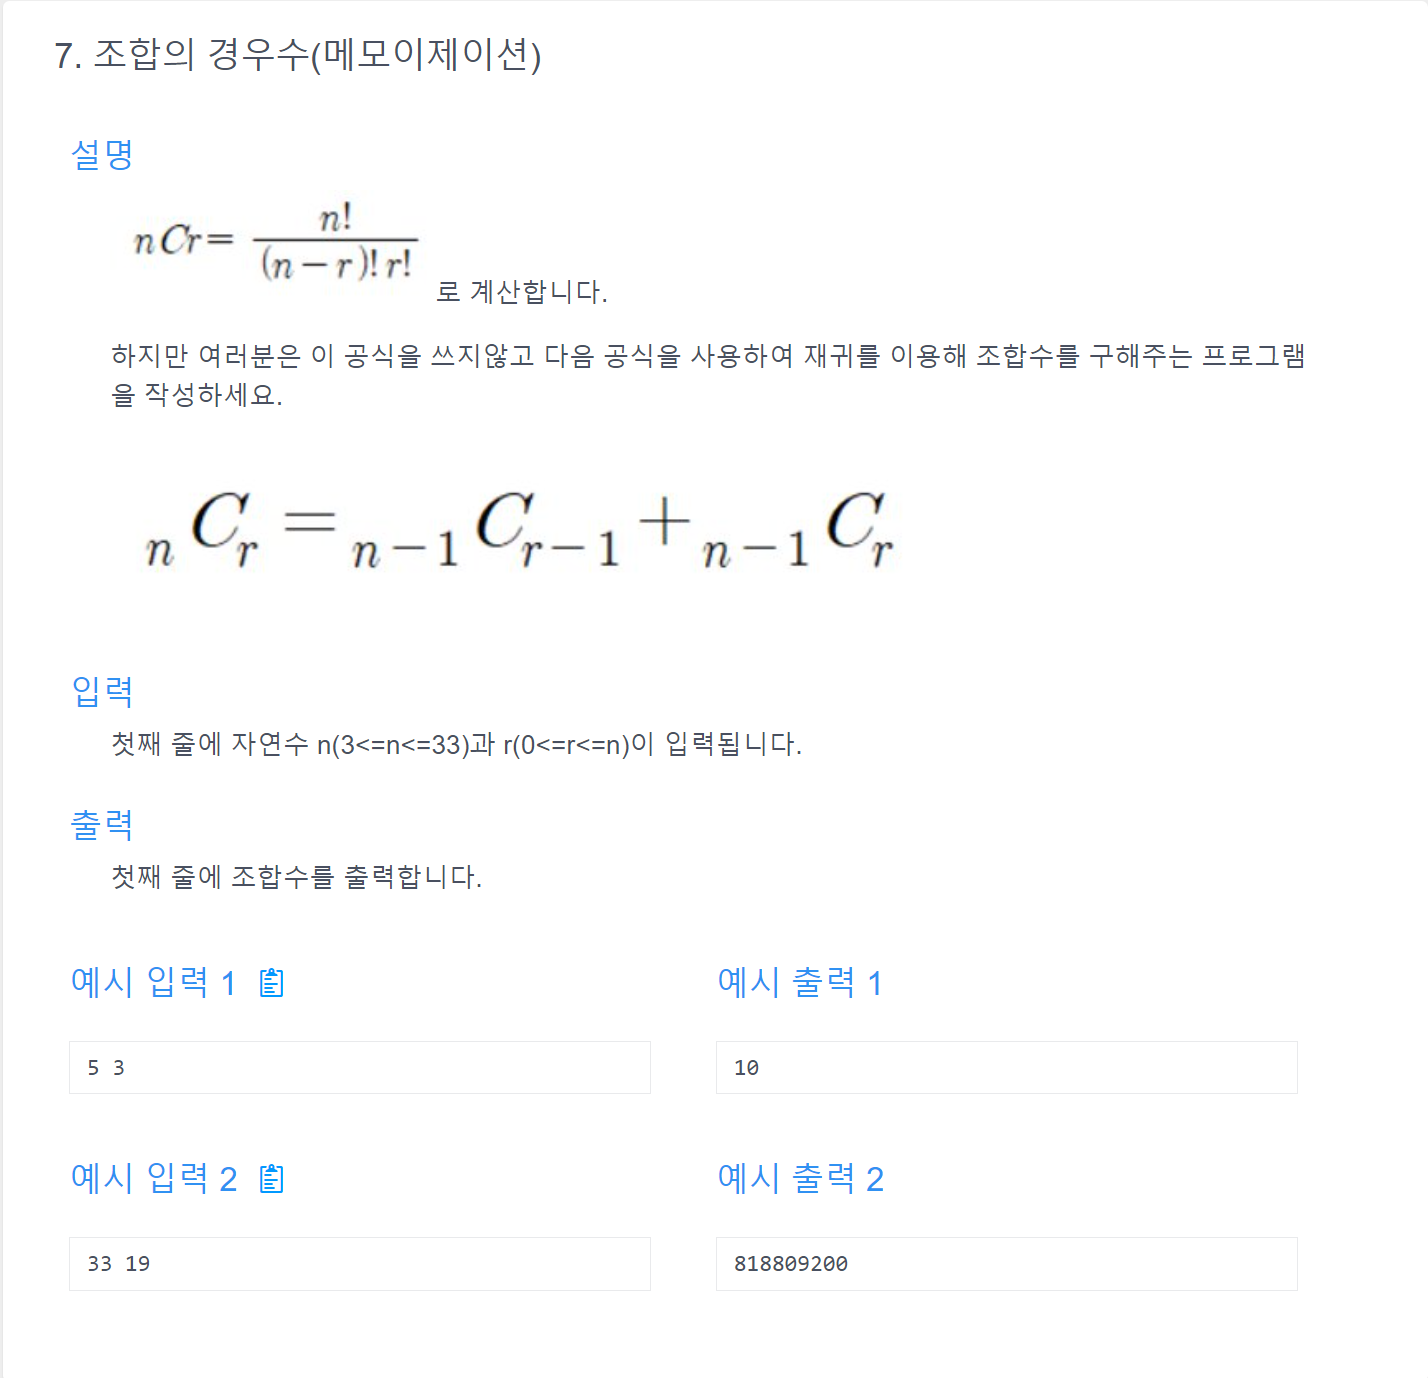 7. 조합의 경우수(메모이제이션)
설명
nCr= n! / (n-r)! r! 로 계산합니다.
하지만 여러분은 이 공식을 쓰지않고 다음 공식을 사용하여 재귀를 이용해 조합수를 구해주는 프로그램
을 작성하세요.
nCr = n-1Cr-1 + n-1Cr
입력
첫째 줄에 자연수 n(3<=n<=33)과 r(0<=r<=n)이 입력됩니다.
출력
첫째 줄에 조합수를 출력합니다.
예시 입력 1
예시 출력 1
5 3
10
예시 입력 2
예시 출력 2
33 19
818809200